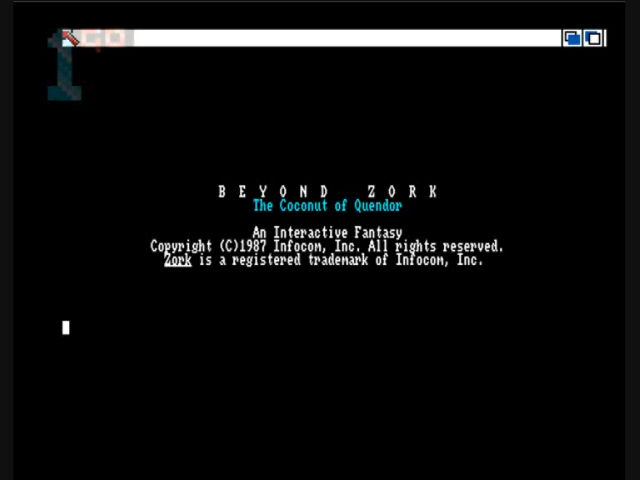 B E Y O N D   Z O R K
The Coconut of Quendor
An Interactive Fantasy
Copyright (C)1987 Infocom, Inc. All rights reserved.
Zork is a registered trademark of Infocom, Inc.